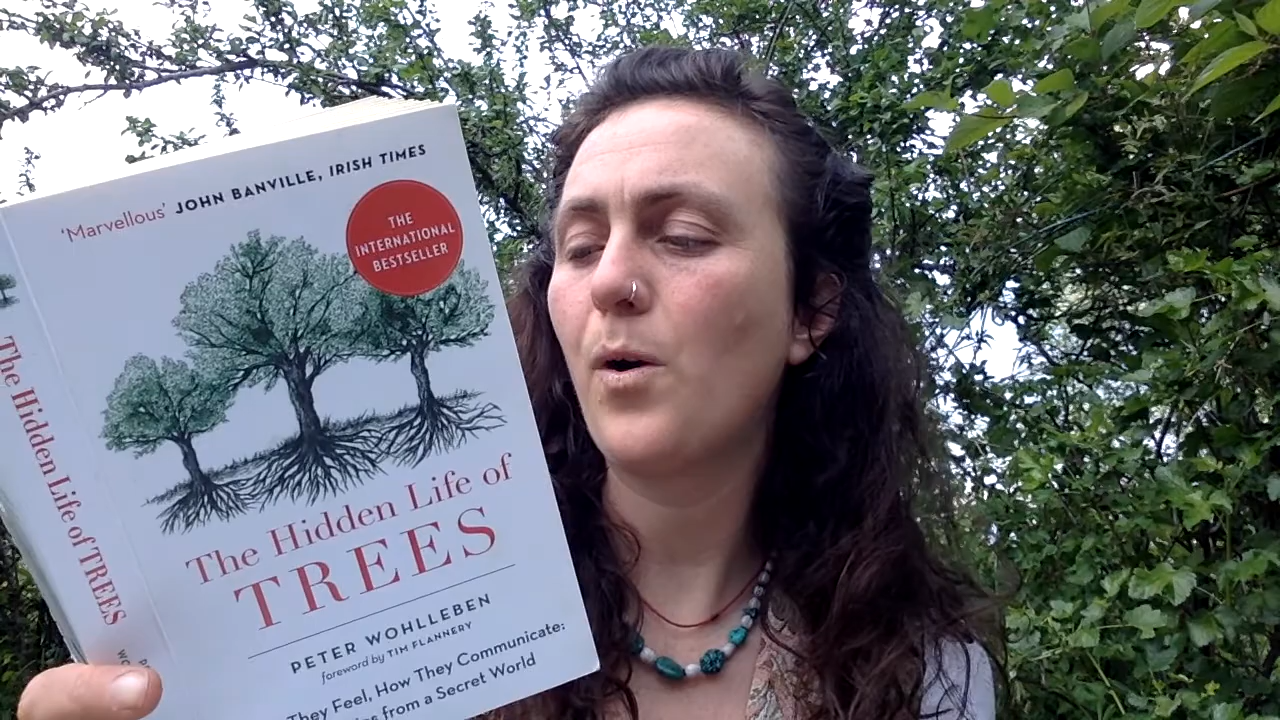 'Marvellous' JOHN BANVILLE, IRISH TIMES
THE
INTERNATIONAL
BESTSELLER
The Hidden Life of
TREES
PETER WOHLLEBEN
foreword by TIM FLANNERY
They Feel, How They Communicate:
from a Secret World
The Hidden Life of TREES